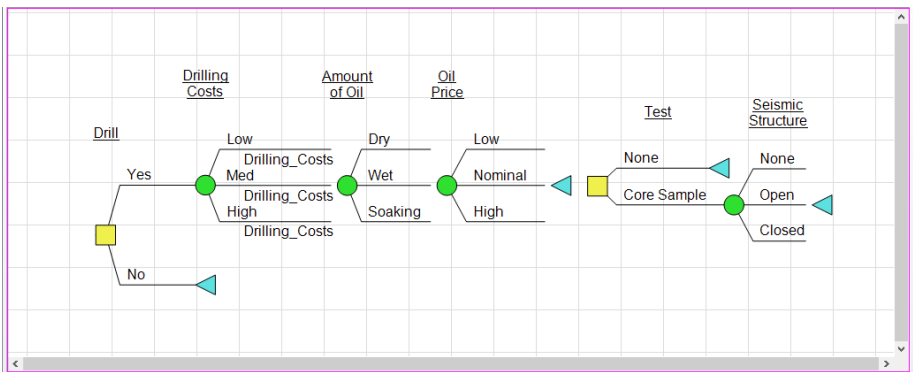 Drilling
Costs
Amount
of Oil
Oil
Price
Test
Seismic
Structure
Drill
Yes
No
Low
Drilling_Costs
Med
Drilling_Costs
High
Drilling_Costs
Dry
Wet
Soaking
Low
Nominal
High
None
Core Sample
None
Open
Closed